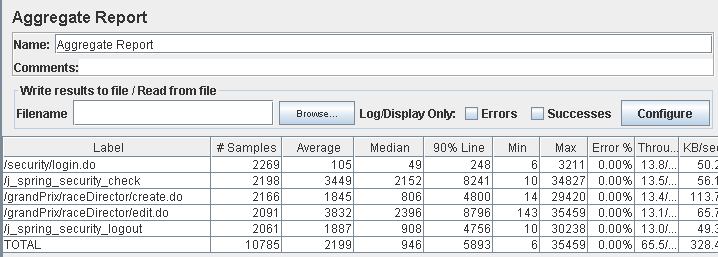 Aggregate Report
Name: Aggregate Report
Comments:
Write results to file / Read from file
Filename Browse... Log/Display Only: Errors Successes Configure
Label # Samples Average Median 90% Line Min Max Error % Throu... KB/sec
/security/login.do 2269 105 49 248 6 3211 0.00% 13.8/... 50.2
/j_spring_security_check 2198 3449 2152 8241 10 34827 0.00% 13.5/... 56.1
/grandPrix/raceDirector/create.do 2166 1845 806 4800 14 29420 0.00% 13.4/... 113.7
/grandPrix/raceDirector/edit.do 2091 3832 2396 8796 143 35459 0.00% 13.1/... 65.7
/j_spring_security_logout 2061 1887 908 4756 10 30238 0.00% 13.0/... 49.3
TOTAL 10785 2199 946 5893 6 35459 0.00% 65.5/... 328.4